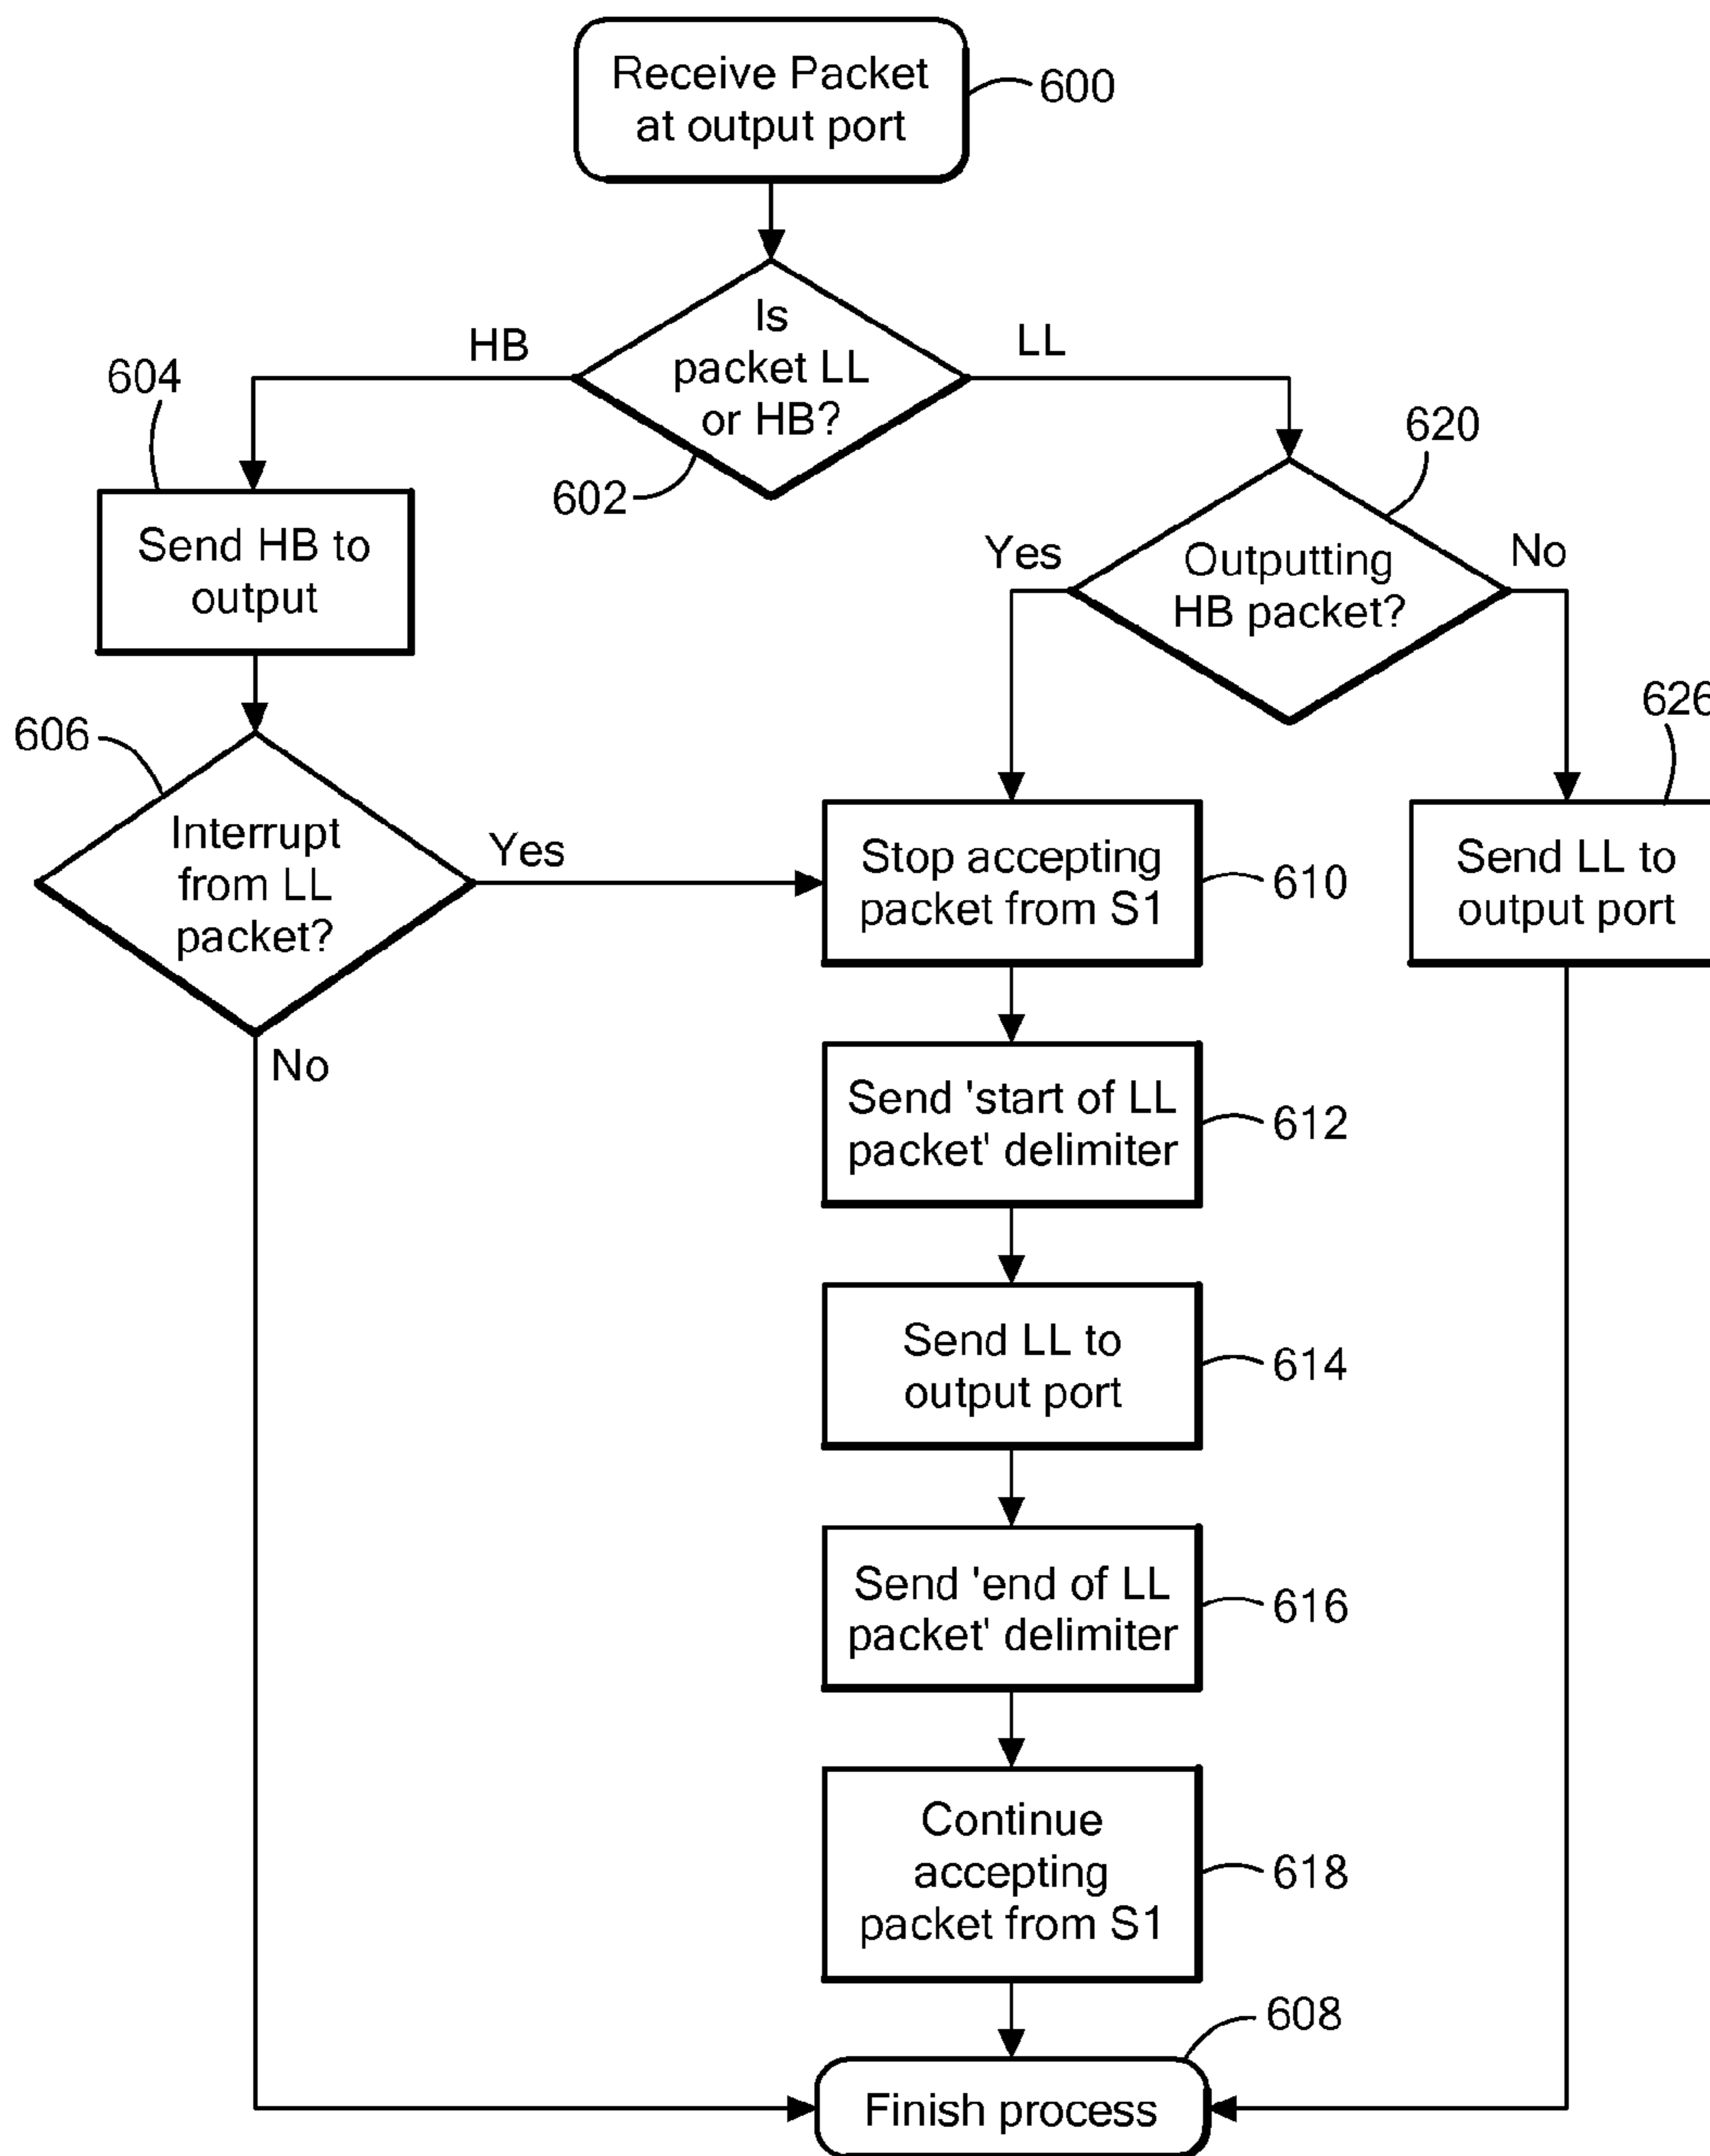 Receive Packet
at output port
600
Is
packet LL
or HB?
HB
LL
602
604
Send HB to
output
620
Outputting
HB packet?
Yes
No
606
Interrupt
from LL
packet?
Yes
No
626
Send LL to
output port
Stop accepting
packet from S1
610
Send 'start of LL
packet' delimiter
612
Send LL to
output port
614
Send 'end of LL
packet' delimiter
616
Continue
accepting
packet from S1
618
608
Finish process